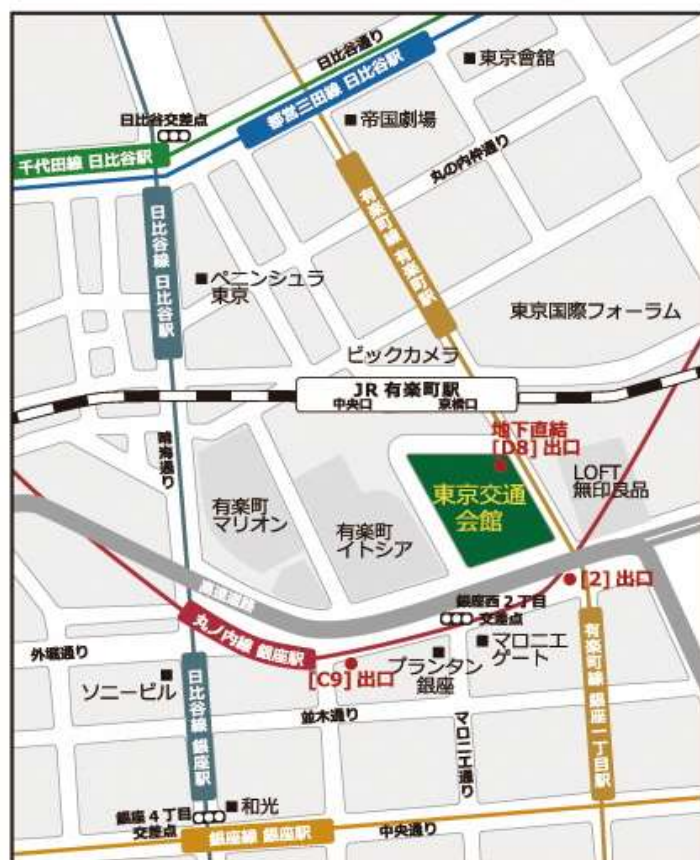 日比谷通り
東京會舘
都営三田線 日比谷駅
日比谷交差点
帝国劇場
千代田線 日比谷駅
丸の内仲通り
日比谷線 日比谷駅
有楽町線 有楽町駅
ペニンシュラ
東京
東京国際フォーラム
ビックカメラ
JR 有楽町駅
中央口
京橋口
地下直結
[D8] 出口
晴海通り
東京交通
会館
LOFT
無印良品
有楽町
マリオン
有楽町
イトシア
高速道路
[2] 出口
銀座西2丁目
交差点
丸ノ内線 銀座駅
外堀通り
マロニエ
ゲート
プランタン
銀座
[C9] 出口
ソニービル
日比谷線 銀座駅
有楽町線 銀座一丁目駅
並木通り
マロニエ通り
和光
銀座4丁目
交差点
銀座線 銀座駅
中央通り